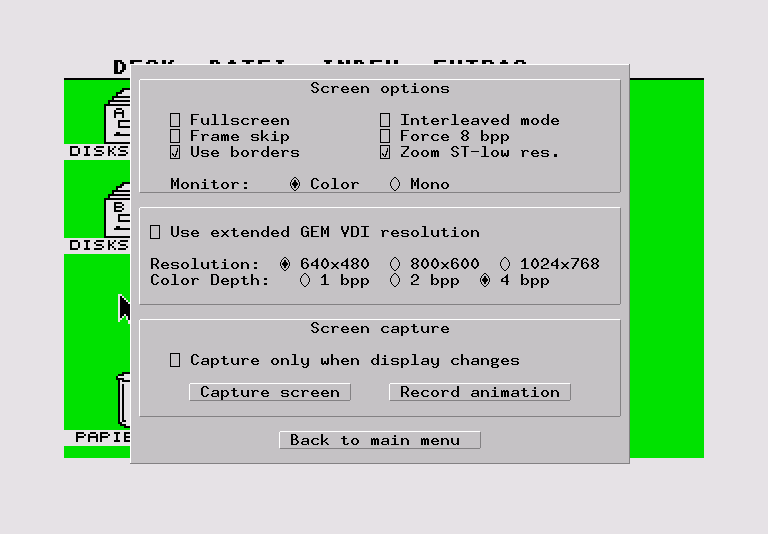 DESK DATEI INDEX EXTRAS
Screen options
A
Fullscreen Interleaved mode
Frame skip Force 8 bpp
DISKS Use borders Zoom ST-low res.
Monitor: Color Mono
B
Use extended GEM VDI resolution
DISKS
Resolution: 640x480 800x600 1024x768
Color Depth: 1 bpp 2 bpp 4 bpp
Screen capture
Capture only when display changes
Capture screen Record animation
PAPIE
Back to main menu